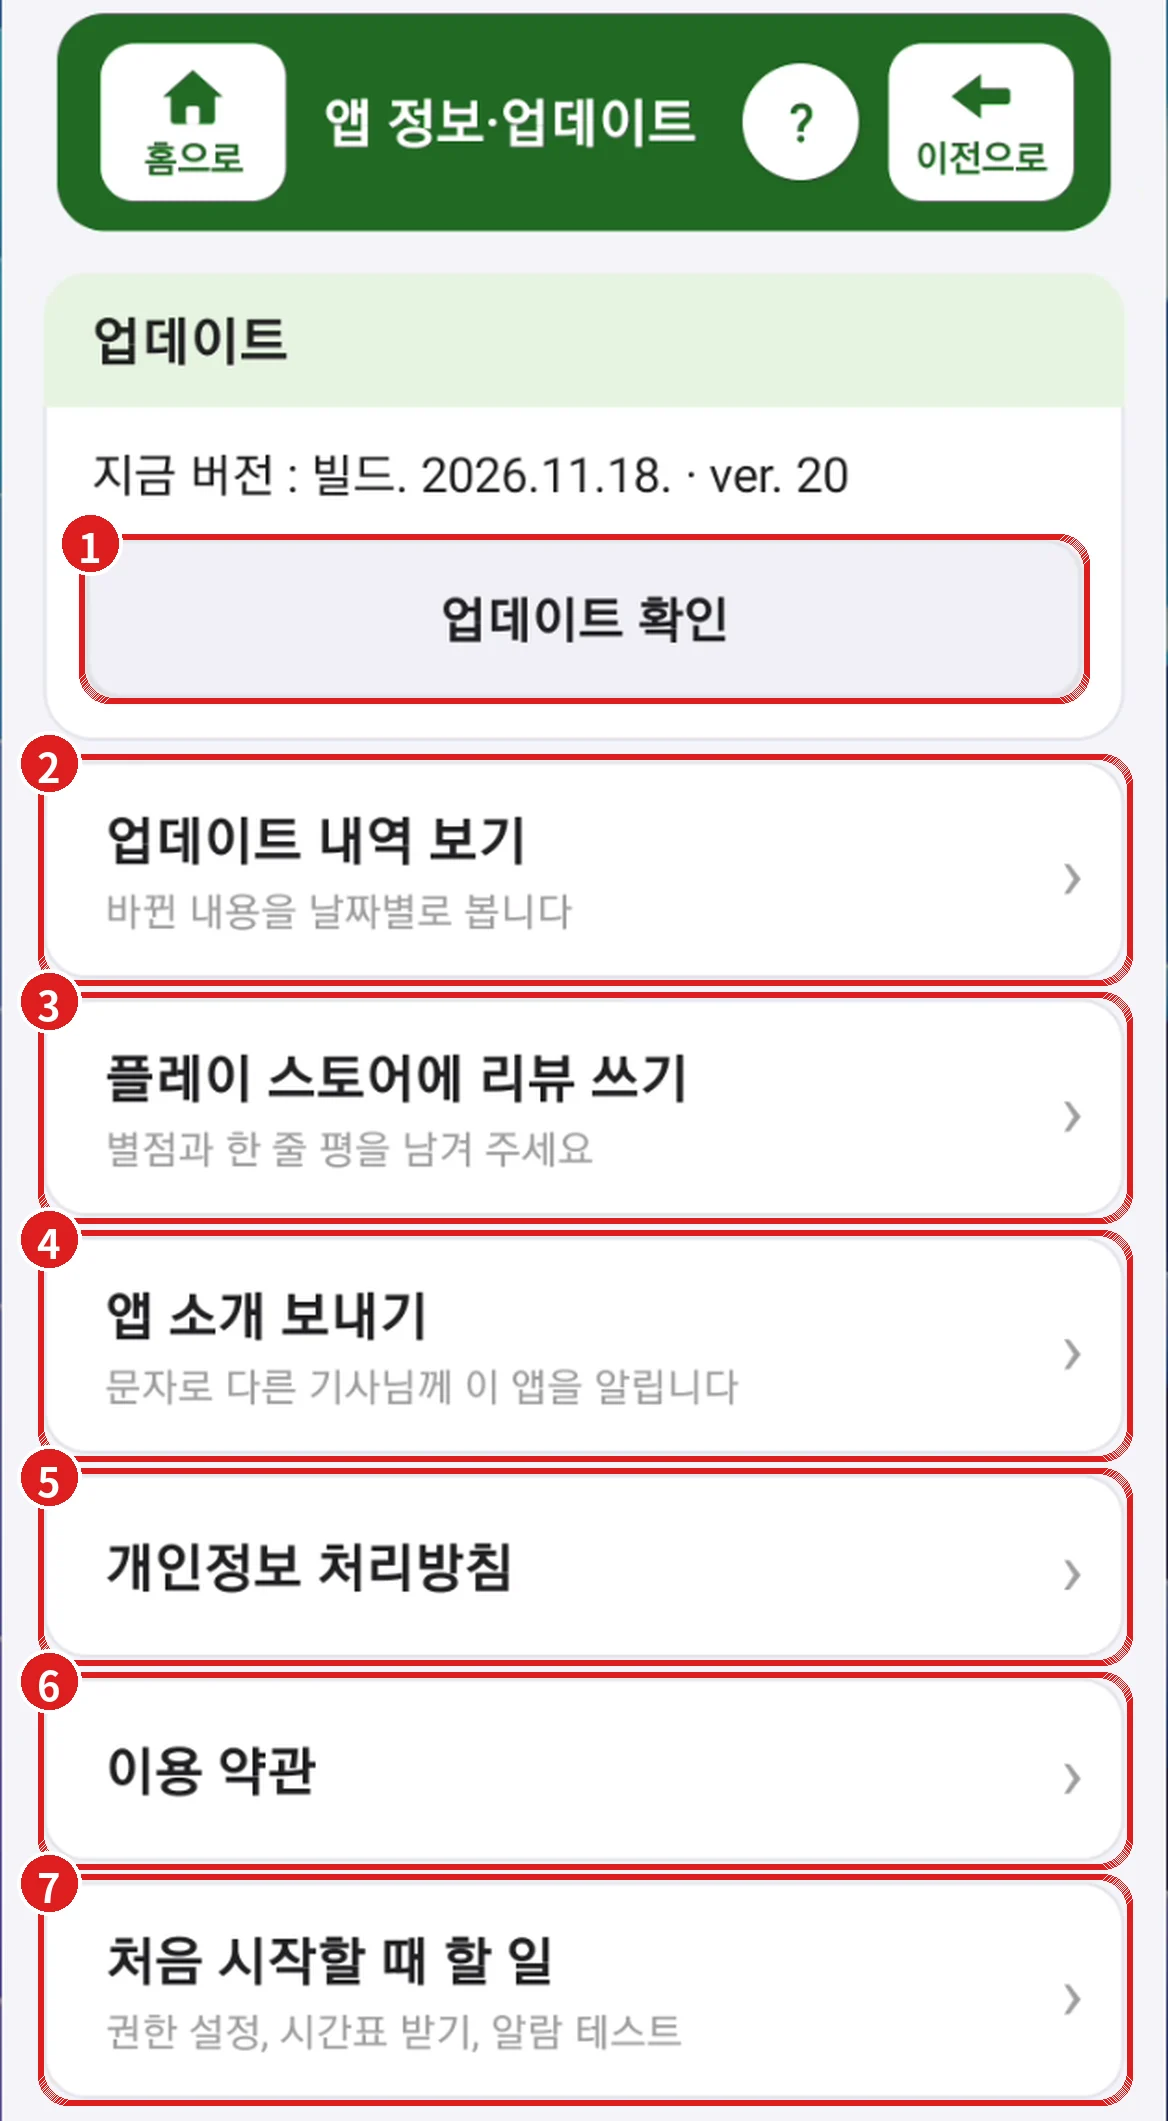 홈으로
앱 정보·업데이트
?
이전으로
업데이트
지금 버전 : 빌드. 2026.11.18. · ver. 20
1
업데이트 확인
2
업데이트 내역 보기
바뀐 내용을 날짜별로 봅니다
3
플레이 스토어에 리뷰 쓰기
별점과 한 줄 평을 남겨 주세요
4
앱 소개 보내기
문자로 다른 기사님께 이 앱을 알립니다
5
개인정보 처리방침
6
이용 약관
7
처음 시작할 때 할 일
권한 설정, 시간표 받기, 알람 테스트